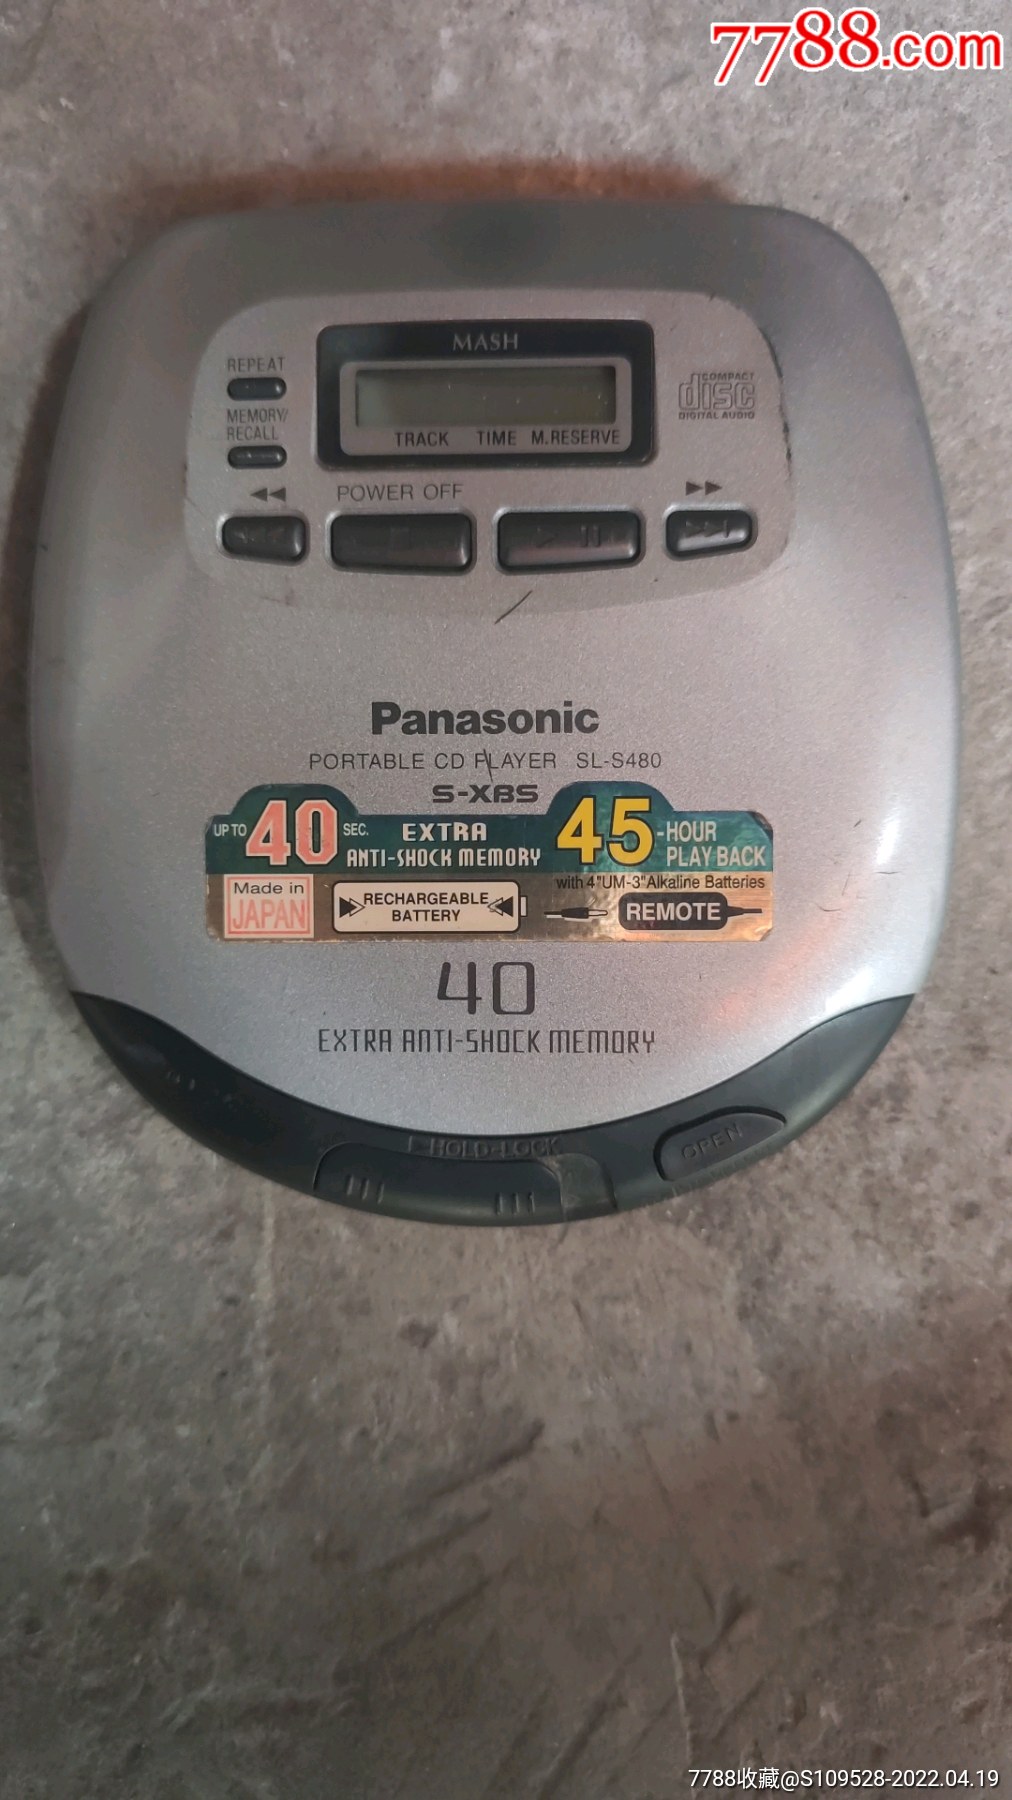 7788.com
MASH
REPEAT
MEMORY/
RECALL
TRACK TIME M.RESERVE
COMPACT
disc
DIGITAL AUDIO
POWER OFF
Panasonic
PORTABLE CD PLAYER SL-S480
S-XBS
UP TO 40 SEC. EXTRA
ANTI-SHOCK MEMORY
45-HOUR
PLAY BACK
with 4"UM-3"Alkaline Batteries
Made in
JAPAN
RECHARGEABLE
BATTERY
REMOTE
40
EXTRA ANTI-SHOCK MEMORY
HOLD-LOCK
OPEN
7788收藏@S109528-2022.04.19